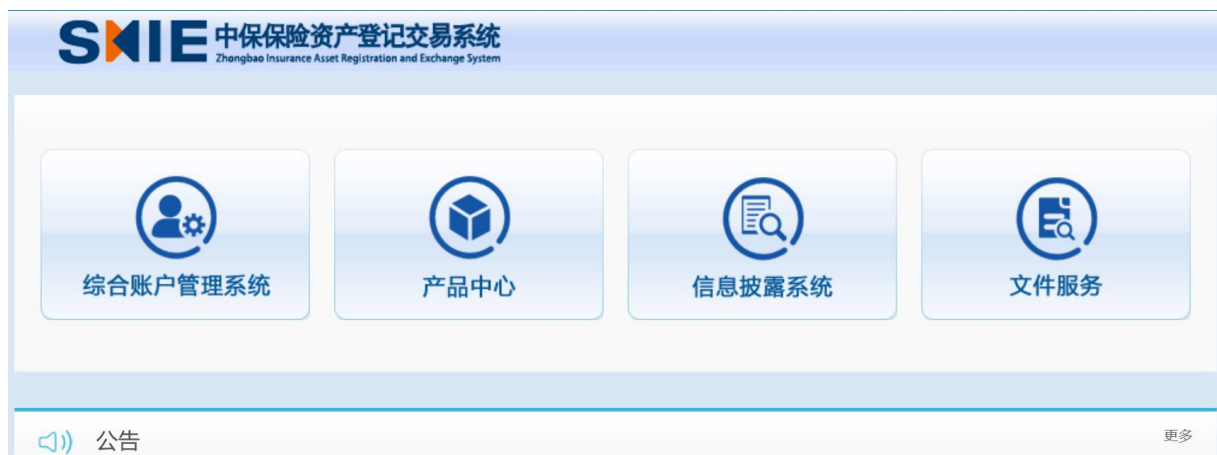 SMIE 中保保险资产登记交易系统
Zhongbao Insurance Asset Registration and Exchange System
综合账户管理系统 产品中心 信息披露系统 文件服务
公告 更多